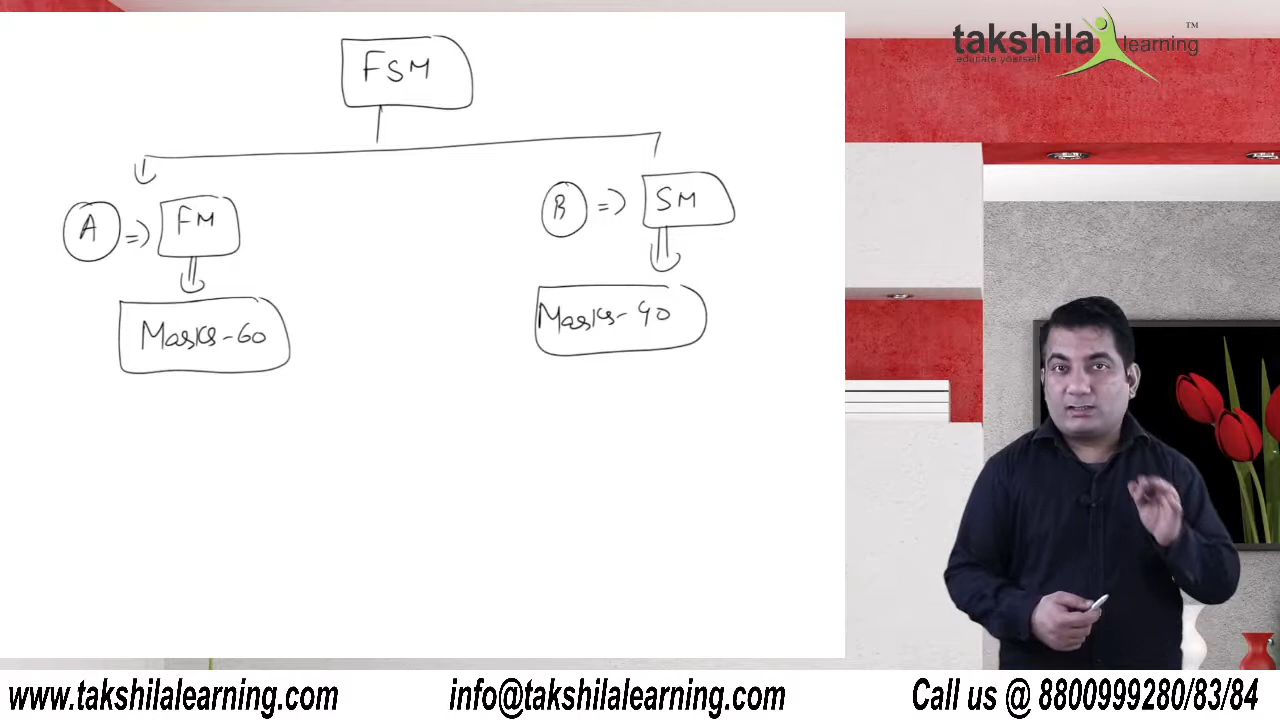 takshila learning ™
educate yourself
FSM
A => FM
B => SM
Marks-60
Marks-40
www.takshilalearning.com info@takshilalearning.com Call us @ 8800999280/83/84